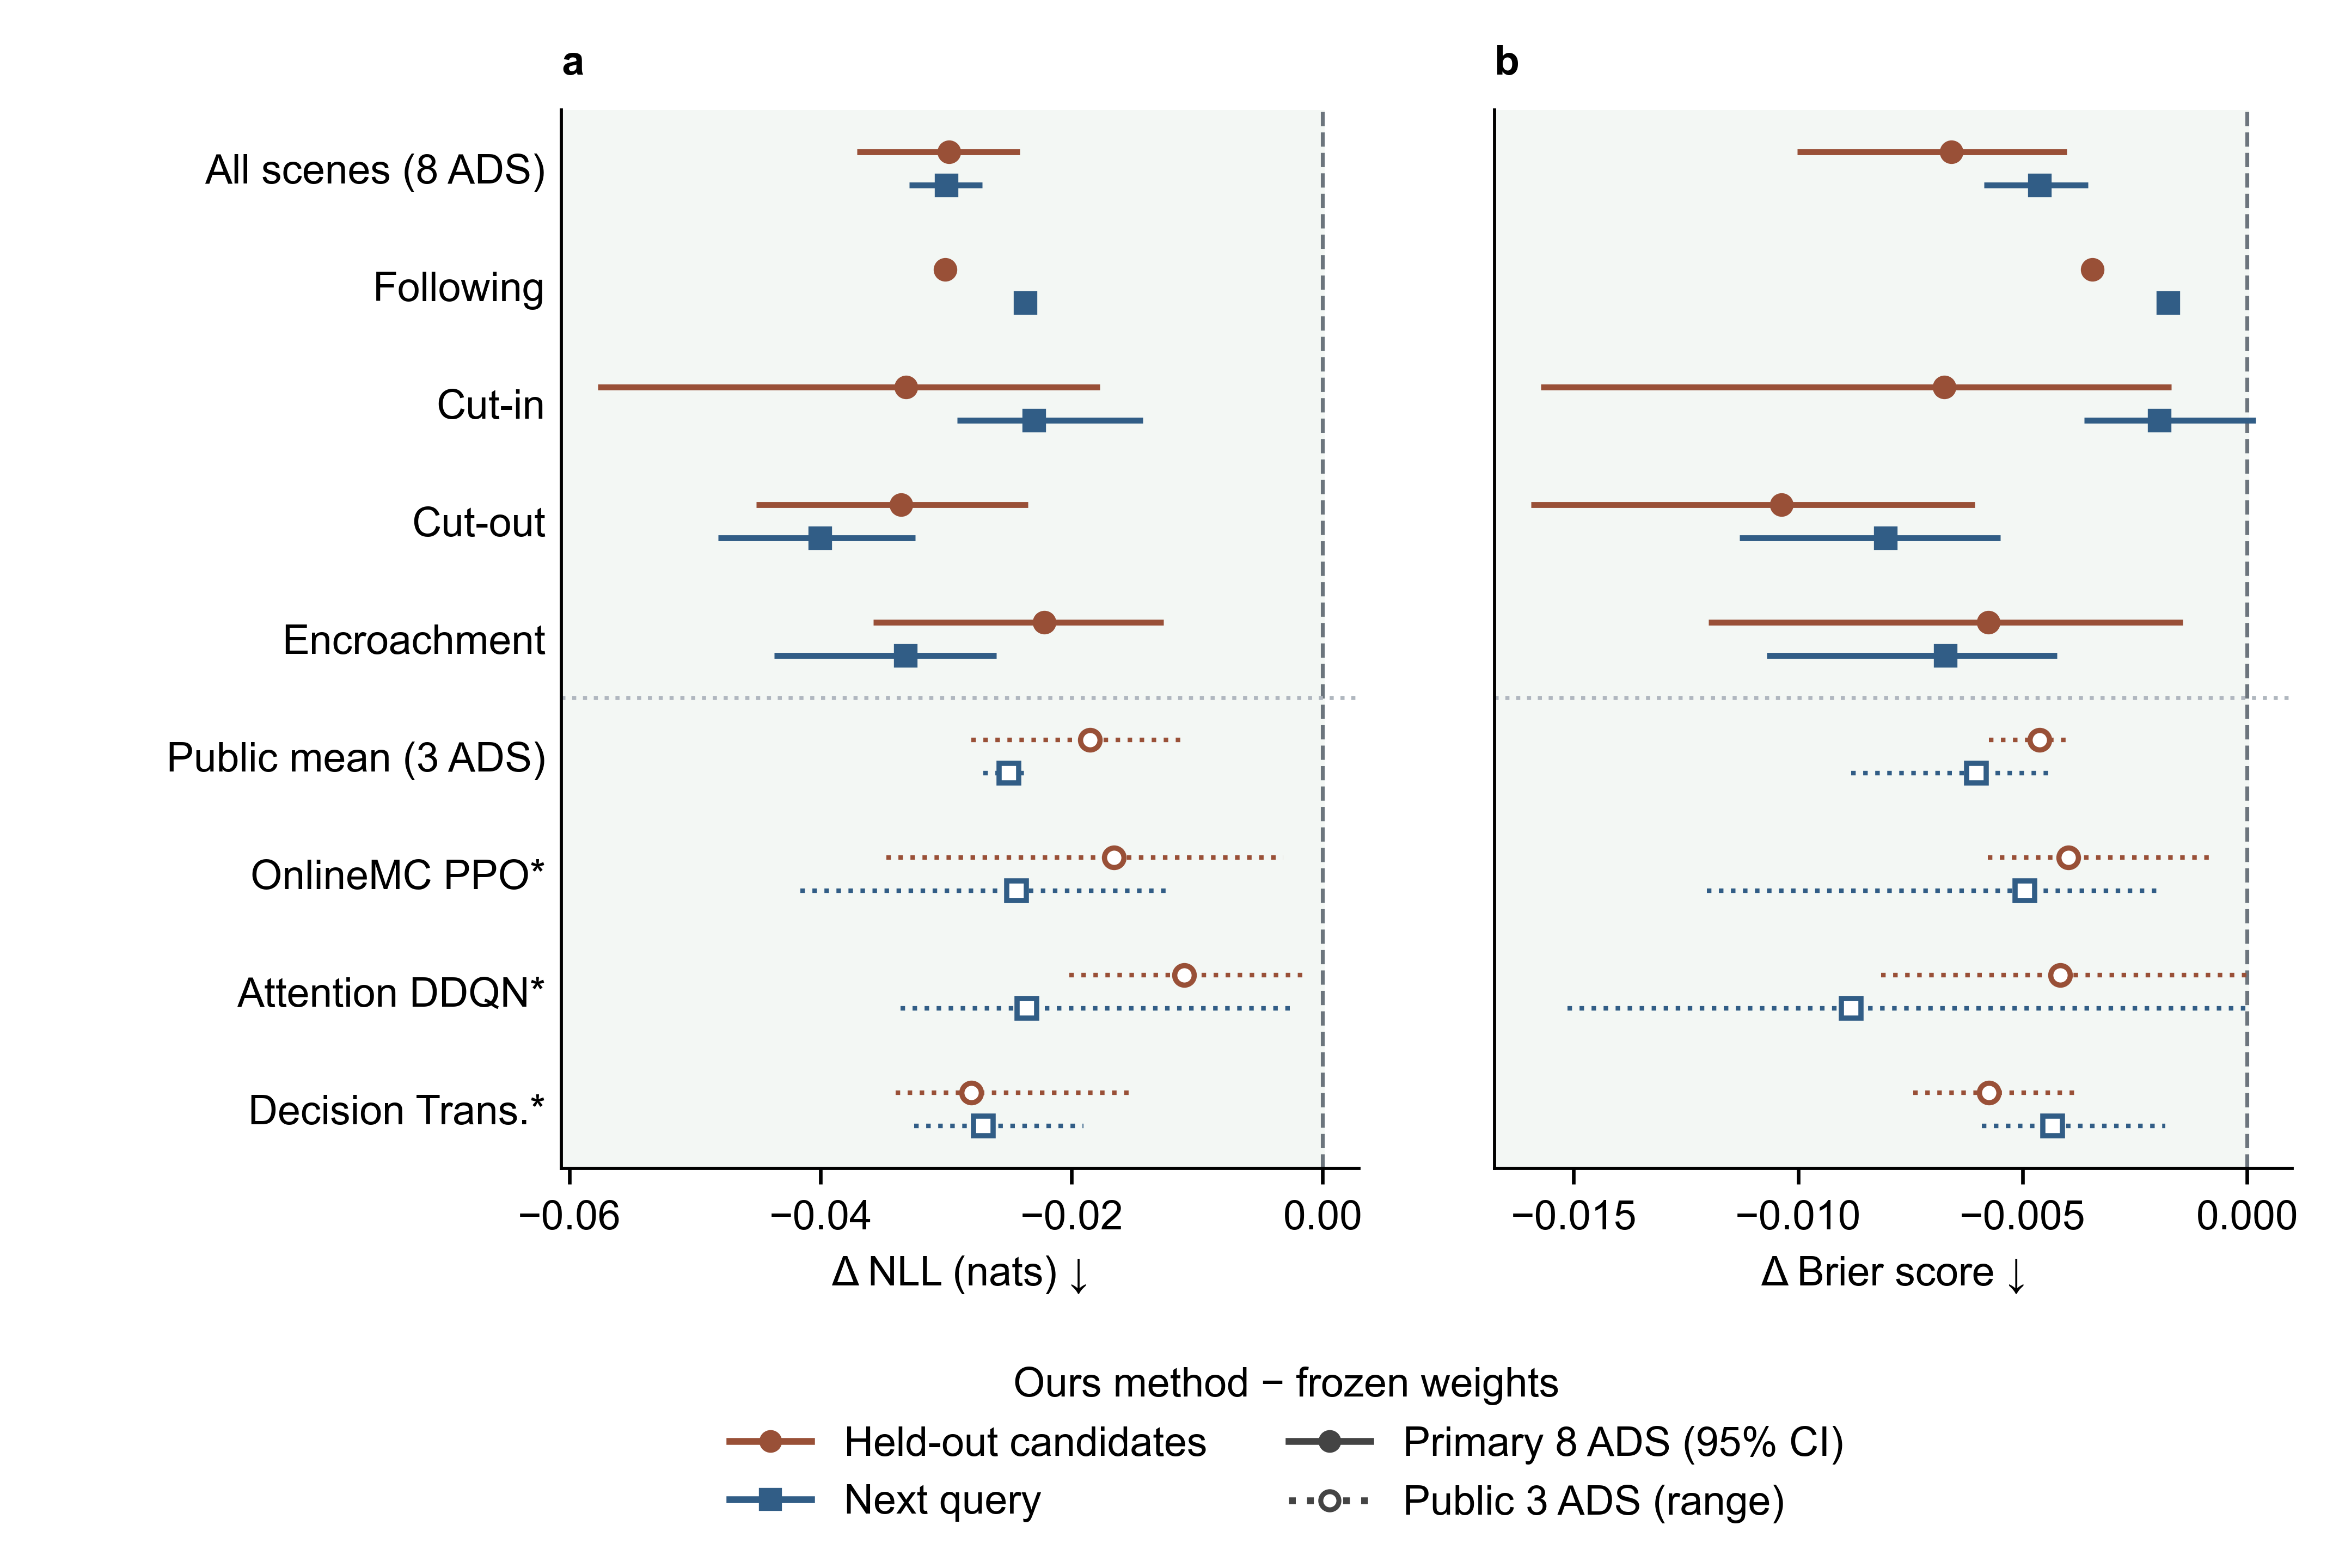 a
b
All scenes (8 ADS)
Following
Cut-in
Cut-out
Encroachment
Public mean (3 ADS)
OnlineMC PPO*
Attention DDQN*
Decision Trans.*
−0.06 −0.04 −0.02 0.00
Δ NLL (nats) ↓
−0.015 −0.010 −0.005 0.000
Δ Brier score ↓
Ours method − frozen weights
Held-out candidates
Next query
Primary 8 ADS (95% CI)
Public 3 ADS (range)